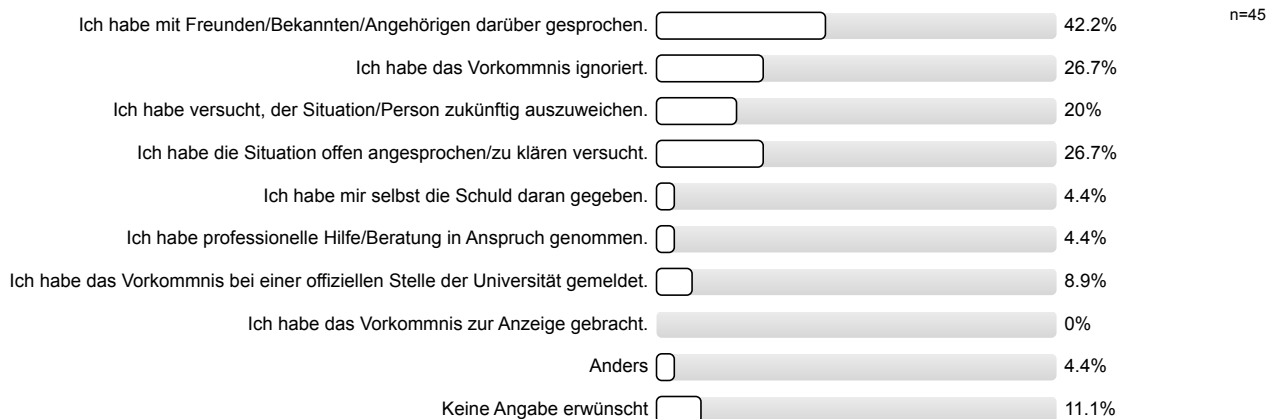 Ich habe mit Freunden/Bekannten/Angehörigen darüber gesprochen. 42.2% n=45
Ich habe das Vorkommnis ignoriert. 26.7%
Ich habe versucht, der Situation/Person zukünftig auszuweichen. 20%
Ich habe die Situation offen angesprochen/zu klären versucht. 26.7%
Ich habe mir selbst die Schuld daran gegeben. 4.4%
Ich habe professionelle Hilfe/Beratung in Anspruch genommen. 4.4%
Ich habe das Vorkommnis bei einer offiziellen Stelle der Universität gemeldet. 8.9%
Ich habe das Vorkommnis zur Anzeige gebracht. 0%
Anders 4.4%
Keine Angabe erwünscht 11.1%